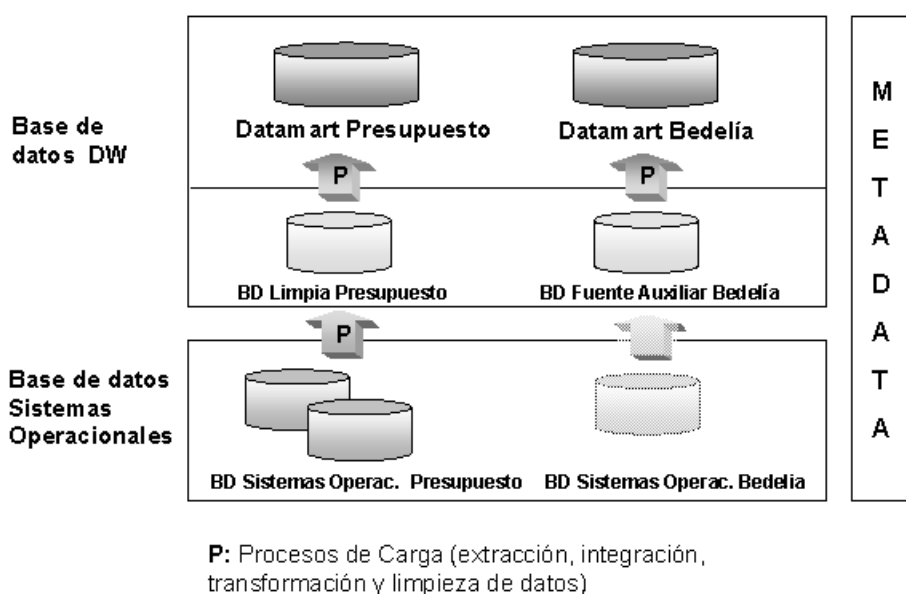 Datamart Presupuesto
Datamart Bedelía
Base de
datos DW
P
P
BD Limpia Presupuesto
BD Fuente Auxiliar Bedelía
P
Base de datos
Sistemas
Operacionales
BD Sistemas Operac. Presupuesto
BD Sistemas Operac. Bedelia
M
E
T
A
D
A
T
A
P: Procesos de Carga (extracción, integración,
transformación y limpieza de datos)